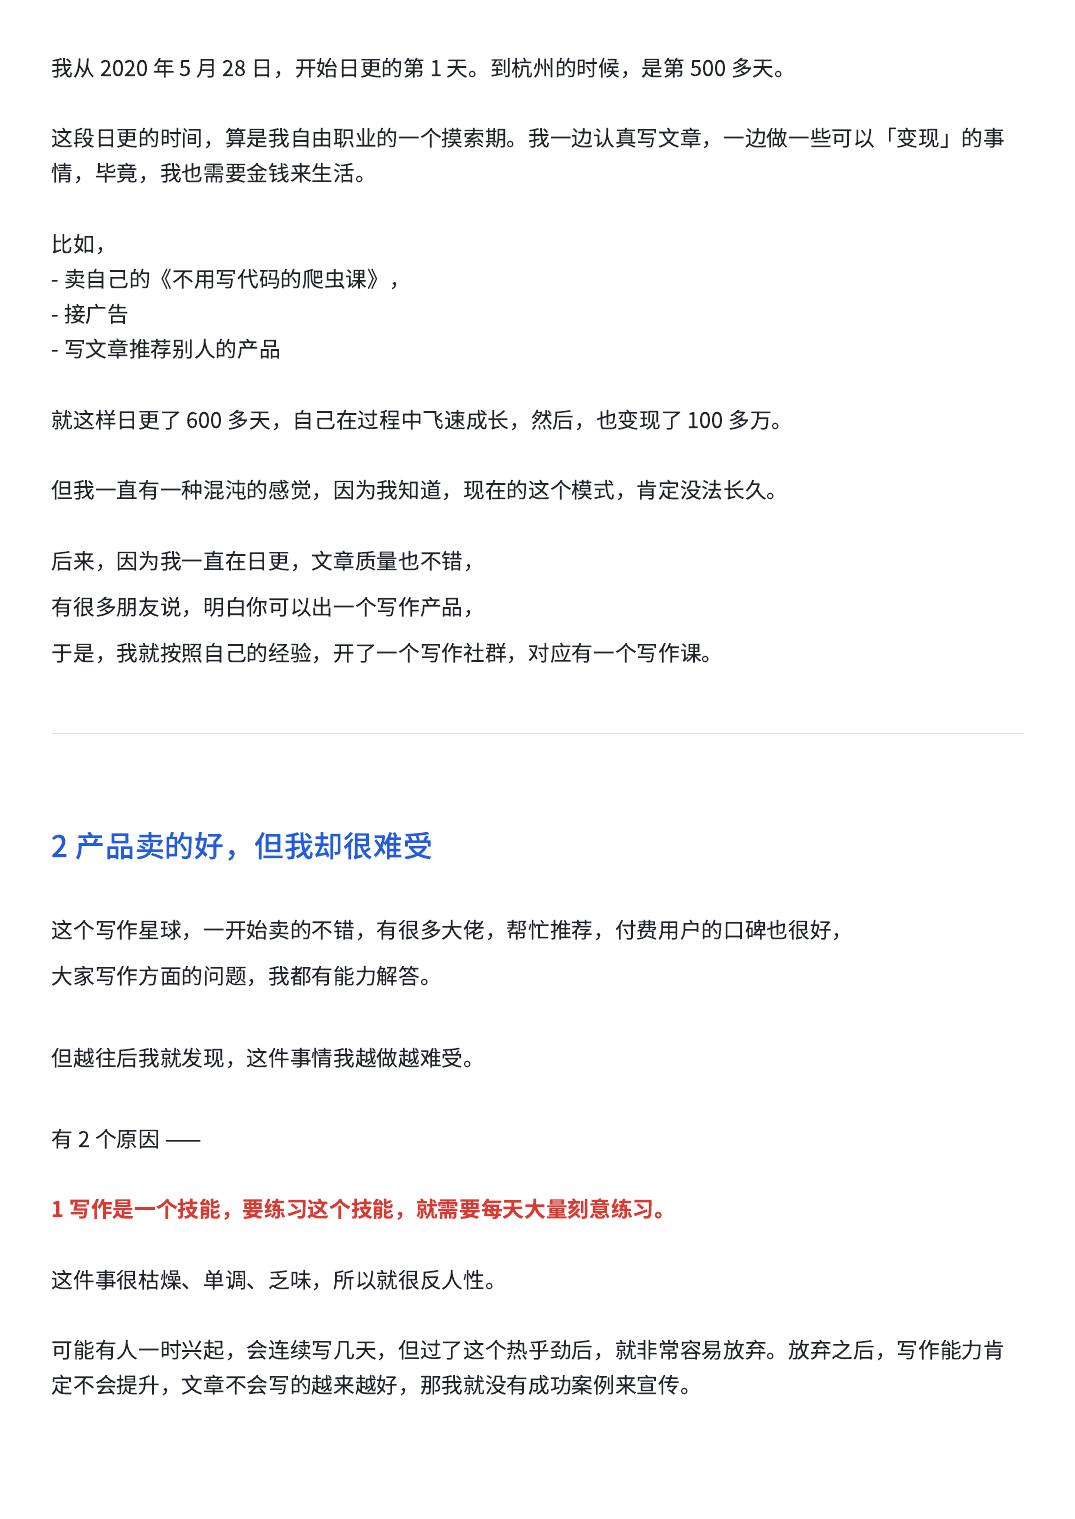 我从 2020 年 5 月 28 日，开始日更的第 1 天。到杭州的时候，是第 500 多天。
这段日更的时间，算是我自由职业的一个摸索期。我一边认真写文章，一边做一些可以「变现」的事
情，毕竟，我也需要金钱来生活。
比如，
- 卖自己的《不用写代码的爬虫课》，
- 接广告
- 写文章推荐别人的产品
就这样日更了 600 多天，自己在过程中飞速成长，然后，也变现了 100 多万。
但我一直有一种混沌的感觉，因为我知道，现在的这个模式，肯定没法长久。
后来，因为我一直在日更，文章质量也不错，
有很多朋友说，明白你可以出一个写作产品，
于是，我就按照自己的经验，开了一个写作社群，对应有一个写作课。
2 产品卖的好，但我却很难受
这个写作星球，一开始卖的不错，有很多大佬，帮忙推荐，付费用户的口碑也很好，
大家写作方面的问题，我都有能力解答。
但越往后我就发现，这件事情我越做越难受。
有 2 个原因 ——
1 写作是一个技能，要练习这个技能，就需要每天大量刻意练习。
这件事很枯燥、单调、乏味，所以就很反人性。
可能有人一时兴起，会连续写几天，但过了这个热乎劲后，就非常容易放弃。放弃之后，写作能力肯
定不会提升，文章不会写的越来越好，那我就没有成功案例来宣传。